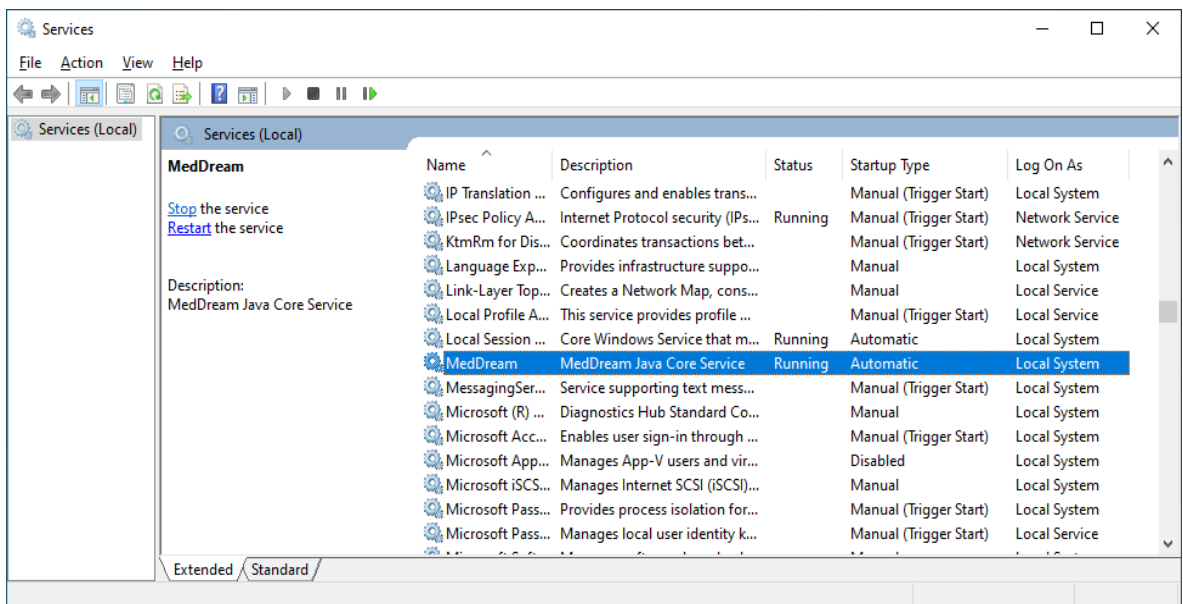 Services
File Action View Help
Services (Local)
Services (Local)
MedDream
Stop the service
Restart the service
Description:
MedDream Java Core Service
Name Description Status Startup Type Log On As
IP Translation ... Configures and enables trans... Manual (Trigger Start) Local System
IPsec Policy A... Internet Protocol security (IPs... Running Manual (Trigger Start) Network Service
KtmRm for Dis... Coordinates transactions bet... Manual (Trigger Start) Network Service
Language Exp... Provides infrastructure suppo... Manual Local System
Link-Layer Top... Creates a Network Map, cons... Manual Local Service
Local Profile A... This service provides profile ... Manual (Trigger Start) Local Service
Local Session ... Core Windows Service that m... Running Automatic Local System
MedDream MedDream Java Core Service Running Automatic Local System
MessagingSer... Service supporting text mess... Manual (Trigger Start) Local System
Microsoft (R) ... Diagnostics Hub Standard Co... Manual Local System
Microsoft Acc... Enables user sign-in through ... Manual (Trigger Start) Local System
Microsoft App... Manages App-V users and vir... Disabled Local System
Microsoft iSCS... Manages Internet SCSI (iSCSI)... Manual Local System
Microsoft Pass... Provides process isolation for... Manual (Trigger Start) Local System
Microsoft Pass... Manages local user identity k... Manual (Trigger Start) Local Service
Extended Standard